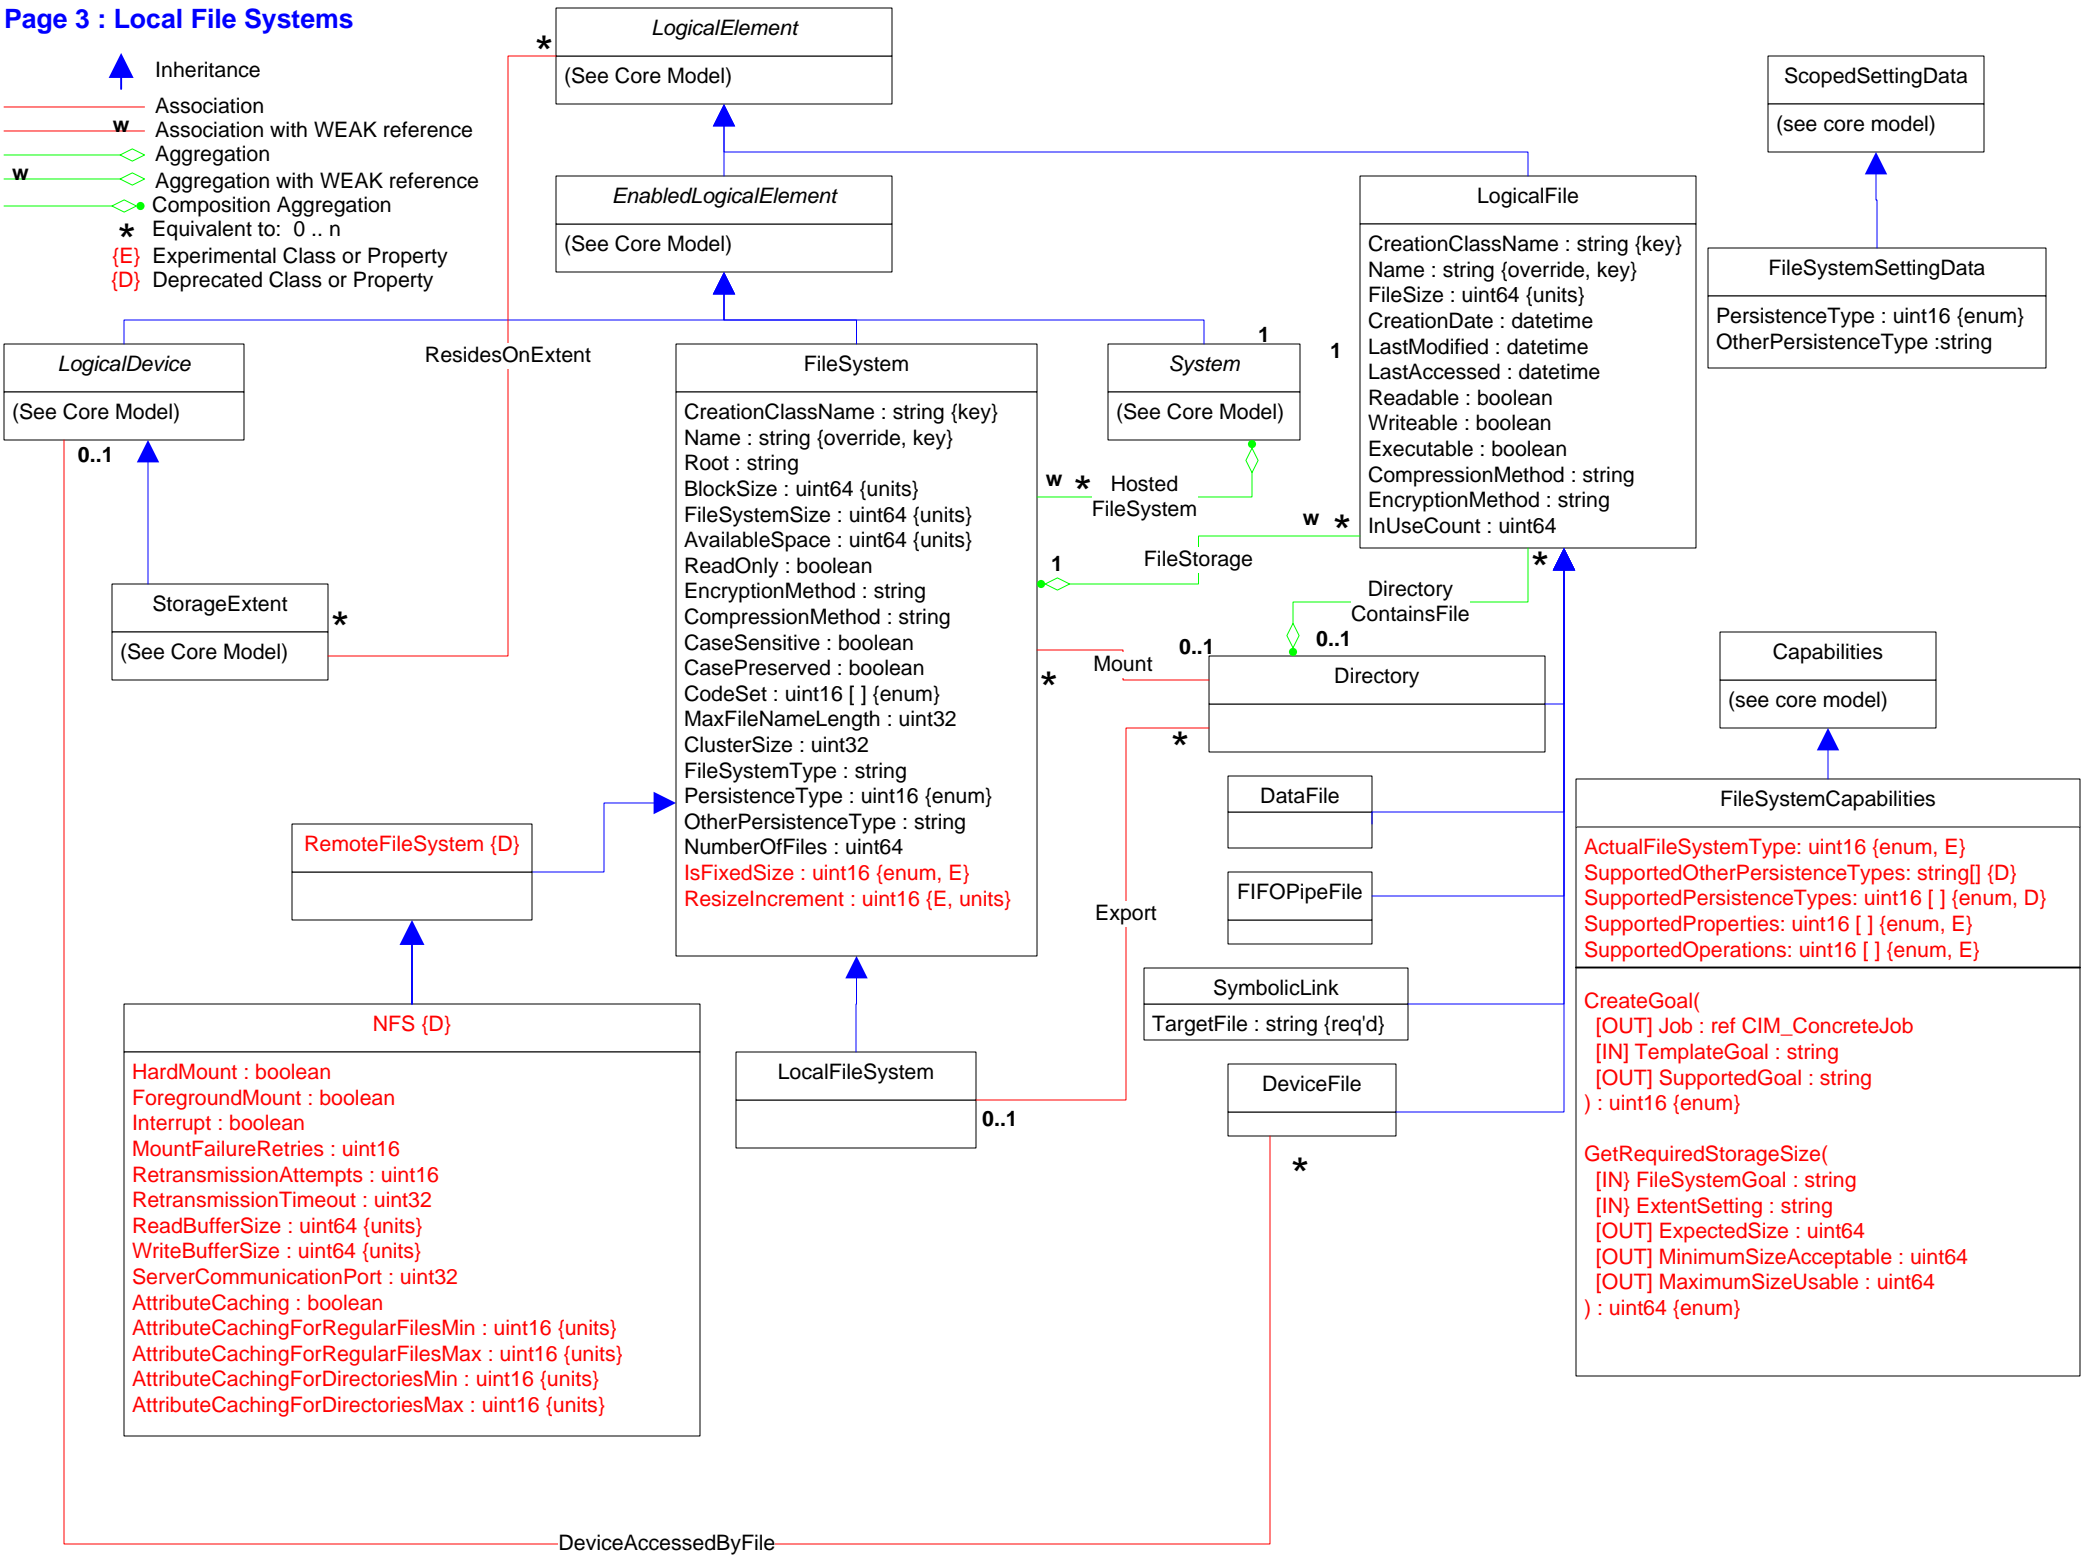 Page 3 : Local File Systems
Inheritance
Association
w Association with WEAK reference
Aggregation
w Aggregation with WEAK reference
Composition Aggregation
* Equivalent to: 0 .. n
{E} Experimental Class or Property
{D} Deprecated Class or Property
*
LogicalElement
(See Core Model)
EnabledLogicalElement
(See Core Model)
ResidesOnExtent
LogicalDevice
(See Core Model)
0..1
StorageExtent
(See Core Model)
*
FileSystem
CreationClassName : string {key}
Name : string {override, key}
Root : string
BlockSize : uint64 {units}
FileSystemSize : uint64 {units}
AvailableSpace : uint64 {units}
ReadOnly : boolean
EncryptionMethod : string
CompressionMethod : string
CaseSensitive : boolean
CasePreserved : boolean
CodeSet : uint16 [ ] {enum}
MaxFileNameLength : uint32
ClusterSize : uint32
FileSystemType : string
PersistenceType : uint16 {enum}
OtherPersistenceType : string
NumberOfFiles : uint64
IsFixedSize : uint16 {enum, E}
ResizeIncrement : uint16 {E, units}
1
System
(See Core Model)
1
LogicalFile
CreationClassName : string {key}
Name : string {override, key}
FileSize : uint64 {units}
CreationDate : datetime
LastModified : datetime
LastAccessed : datetime
Readable : boolean
Writeable : boolean
Executable : boolean
CompressionMethod : string
EncryptionMethod : string
InUseCount : uint64
ScopedSettingData
(see core model)
FileSystemSettingData
PersistenceType : uint16 {enum}
OtherPersistenceType :string
w * Hosted
FileSystem
w *
1
FileStorage
*
Directory
ContainsFile
0..1
0..1
Mount
*
Directory
*
Export
DataFile
FIFOPipeFile
SymbolicLink
TargetFile : string {req'd}
DeviceFile
*
Capabilities
(see core model)
FileSystemCapabilities
ActualFileSystemType: uint16 {enum, E}
SupportedOtherPersistenceTypes: string[] {D}
SupportedPersistenceTypes: uint16 [ ] {enum, D}
SupportedProperties: uint16 [ ] {enum, E}
SupportedOperations: uint16 [ ] {enum, E}
CreateGoal(
[OUT] Job : ref CIM_ConcreteJob
[IN] TemplateGoal : string
[OUT] SupportedGoal : string
) : uint16 {enum}
GetRequiredStorageSize(
[IN} FileSystemGoal : string
[IN} ExtentSetting : string
[OUT] ExpectedSize : uint64
[OUT] MinimumSizeAcceptable : uint64
[OUT] MaximumSizeUsable : uint64
) : uint64 {enum}
RemoteFileSystem {D}
NFS {D}
HardMount : boolean
ForegroundMount : boolean
Interrupt : boolean
MountFailureRetries : uint16
RetransmissionAttempts : uint16
RetransmissionTimeout : uint32
ReadBufferSize : uint64 {units}
WriteBufferSize : uint64 {units}
ServerCommunicationPort : uint32
AttributeCaching : boolean
AttributeCachingForRegularFilesMin : uint16 {units}
AttributeCachingForRegularFilesMax : uint16 {units}
AttributeCachingForDirectoriesMin : uint16 {units}
AttributeCachingForDirectoriesMax : uint16 {units}
LocalFileSystem
0..1
DeviceAccessedByFile